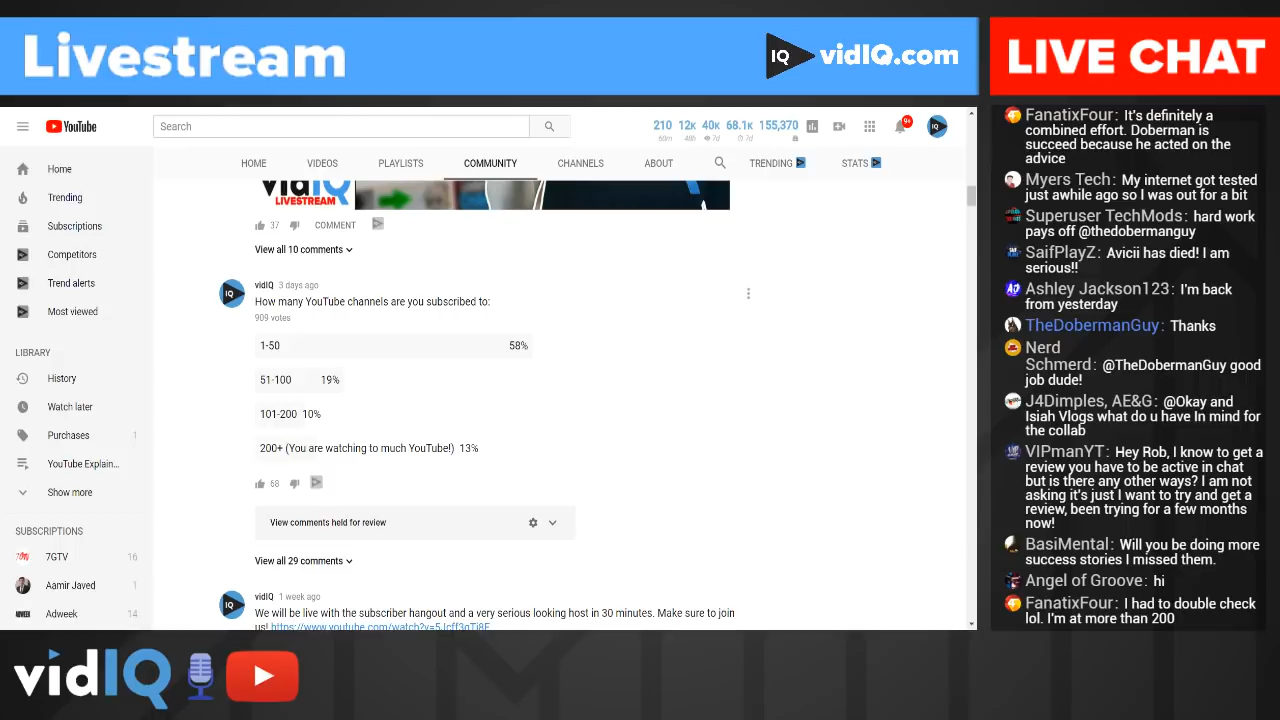 Livestream
IQ vidIQ.com
LIVE CHAT
YouTube
Search
210 12K 40K 68.1K 155,370
60m 48h 7d 7d
9+
IQ
HOME VIDEOS PLAYLISTS COMMUNITY CHANNELS ABOUT TRENDING STATS
Home
Trending
Subscriptions
Competitors
Trend alerts
Most viewed
LIBRARY
History
Watch later
Purchases 1
YouTube Explain...
Show more
SUBSCRIPTIONS
7GTV 16
Aamir Javed 1
Adweek 14
vidIQ
LIVESTREAM
37 COMMENT
View all 10 comments
IQ
vidIQ 3 days ago
How many YouTube channels are you subscribed to:
909 votes
1-50 58%
51-100 19%
101-200 10%
200+ (You are watching to much YouTube!) 13%
68
View comments held for review
View all 29 comments
IQ
vidIQ 1 week ago
We will be live with the subscriber hangout and a very serious looking host in 30 minutes. Make sure to join
FanatixFour: It's definitely a
combined effort. Doberman is
succeed because he acted on the
advice
Myers Tech: My internet got tested
just awhile ago so I was out for a bit
Superuser TechMods: hard work
pays off @thedobermanguy
SaifPlayZ: Avicii has died! I am
serious!!
Ashley Jackson123: I'm back
from yesterday
TheDobermanGuy: Thanks
Nerd
Schmerd: @TheDobermanGuy good
job dude!
J4Dimples, AE&G: @Okay and
Isiah Vlogs what do u have In mind for
the collab
VIPmanYT: Hey Rob, I know to get a
review you have to be active in chat
but is there any other ways? I am not
asking it's just I want to try and get a
review, been trying for a few months
now!
BasiMental: Will you be doing more
success stories I missed them.
Angel of Groove: hi
FanatixFour: I had to double check
lol. I'm at more than 200
vidIQ